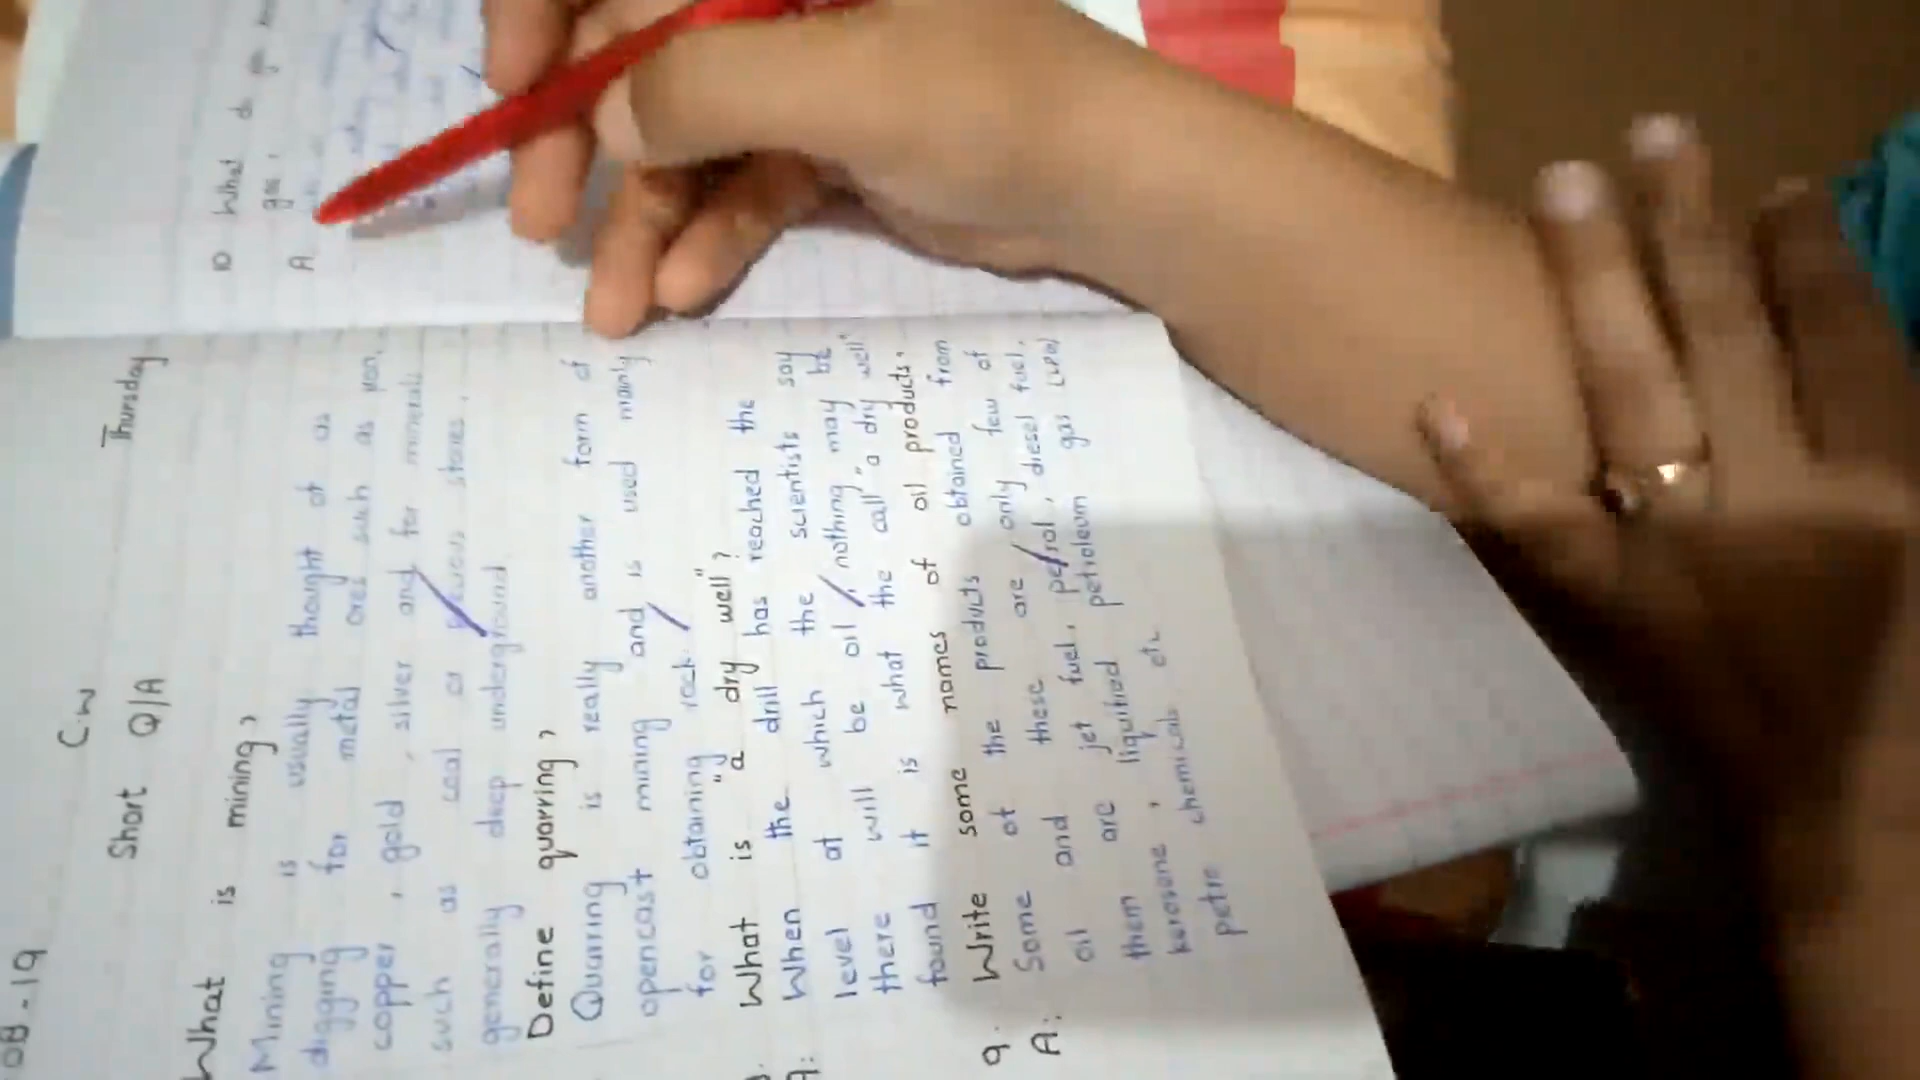 08-19
C.W
Thursday
Short Q/A
What is mining?
Mining is usually thought of as
digging for metal ores such as iron,
copper, gold, silver and for minerals
such as coal or stones.
generally deep underground
Define quarring?
Quarring is really another form of
opencast mining and is used mainly
for obtaining rock.
What is "a dry well"?
A: When the drill has reached the
level at which the scientists say
there will be oil, nothing may be
found it is what the call "a dry well"
9. Write some names of oil products.
A: Some of the products obtained from
oil and these are only few of
them are jet fuel, petrol, diesel fuel,
kerosene, liquified petroleum gas (LPG)
petro chemicals etc
10 What do
gas.
A